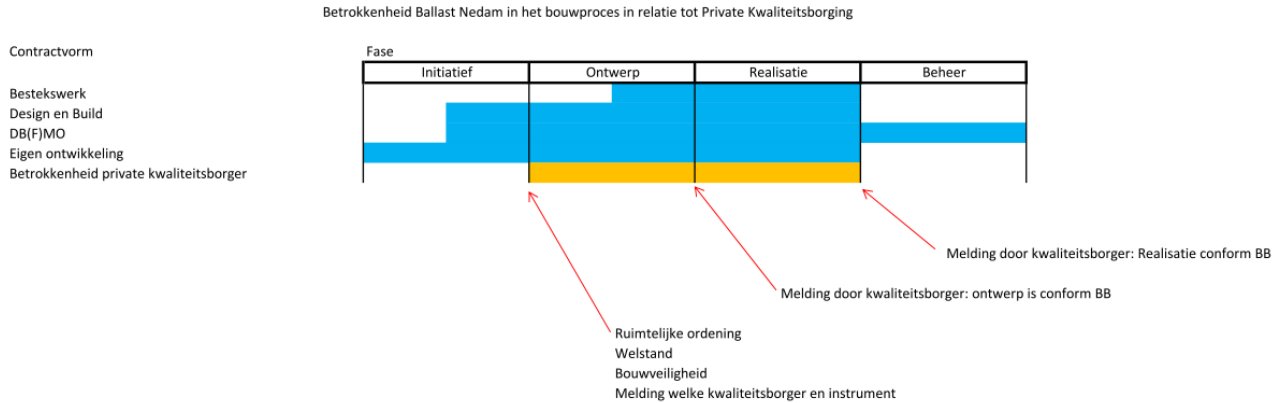 Betrokkenheid Ballast Nedam in het bouwproces in relatie tot Private Kwaliteitsborging
Contractvorm
Fase
Initiatief
Ontwerp
Realisatie
Beheer
Bestekswerk
Design en Build
DB(F)MO
Eigen ontwikkeling
Betrokkenheid private kwaliteitsborger
Melding door kwaliteitsborger: Realisatie conform BB
Melding door kwaliteitsborger: ontwerp is conform BB
Ruimtelijke ordening
Welstand
Bouwveiligheid
Melding welke kwaliteitsborger en instrument